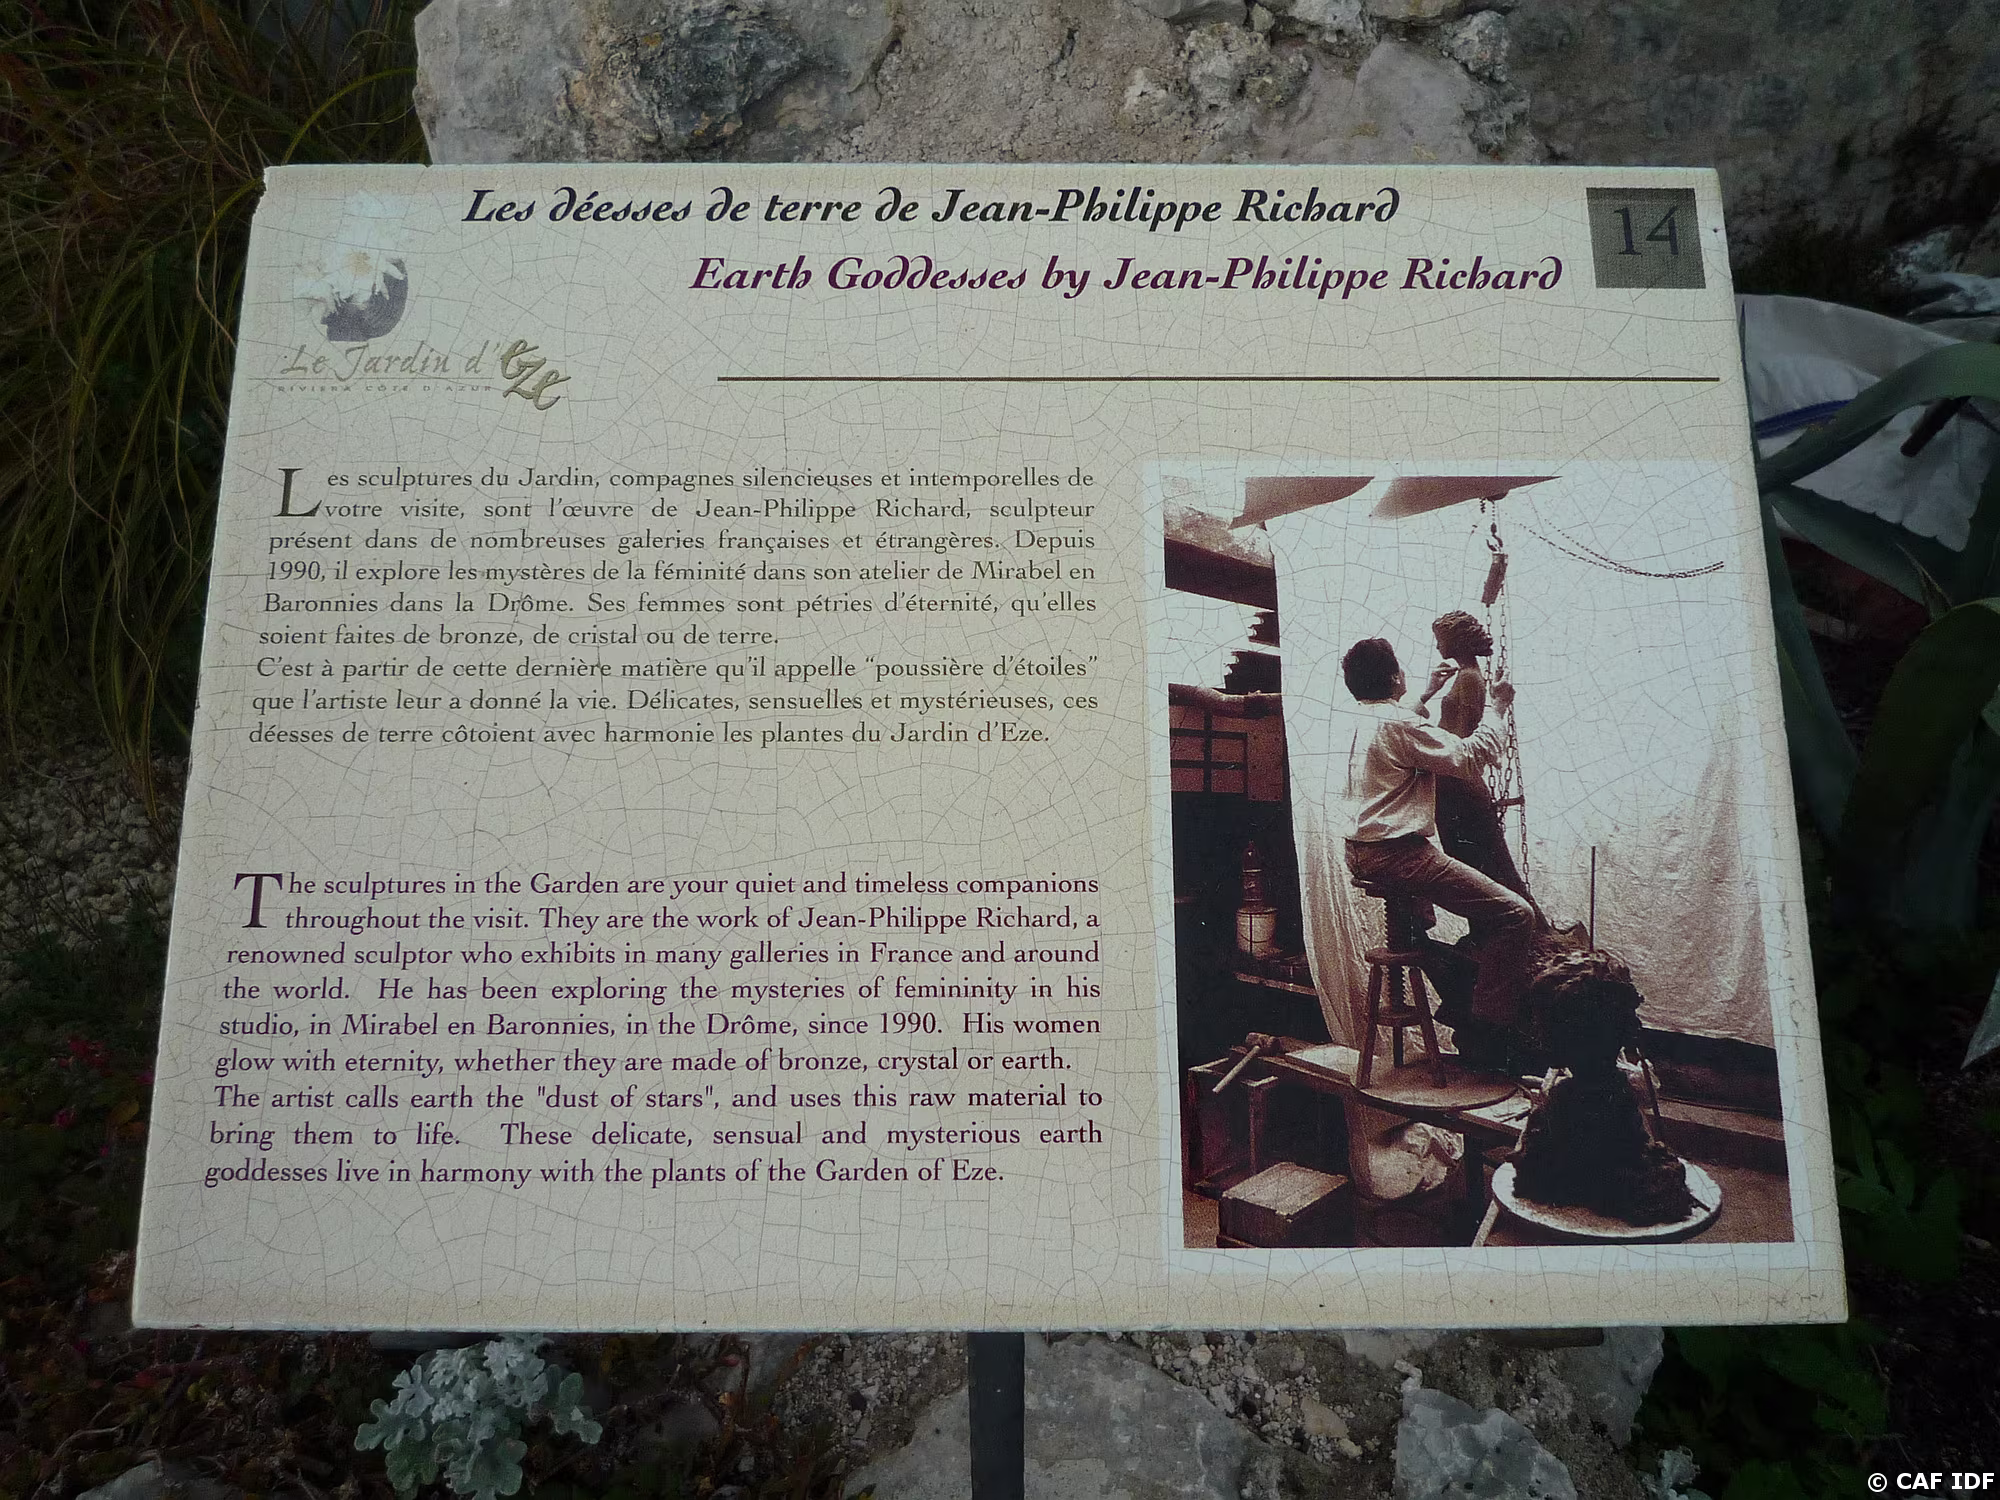 Les déesses de terre de Jean-Philippe Richard
14
Earth Goddesses by Jean-Philippe Richard
Le Jardin d'eze
RIVIERA CÔTE D'AZUR
Les sculptures du Jardin, compagnes silencieuses et intemporelles de
votre visite, sont l'œuvre de Jean-Philippe Richard, sculpteur
présent dans de nombreuses galeries françaises et étrangères. Depuis
1990, il explore les mystères de la féminité dans son atelier de Mirabel en
Baronnies dans la Drôme. Ses femmes sont pétries d'éternité, qu'elles
soient faites de bronze, de cristal ou de terre.
C'est à partir de cette dernière matière qu'il appelle “poussière d'étoiles”
que l'artiste leur a donné la vie. Délicates, sensuelles et mystérieuses, ces
déesses de terre côtoient avec harmonie les plantes du Jardin d'Eze.
The sculptures in the Garden are your quiet and timeless companions
throughout the visit. They are the work of Jean-Philippe Richard, a
renowned sculptor who exhibits in many galleries in France and around
the world. He has been exploring the mysteries of femininity in his
studio, in Mirabel en Baronnies, in the Drôme, since 1990. His women
glow with eternity, whether they are made of bronze, crystal or earth.
The artist calls earth the "dust of stars", and uses this raw material to
bring them to life. These delicate, sensual and mysterious earth
goddesses live in harmony with the plants of the Garden of Eze.
© CAF IDF